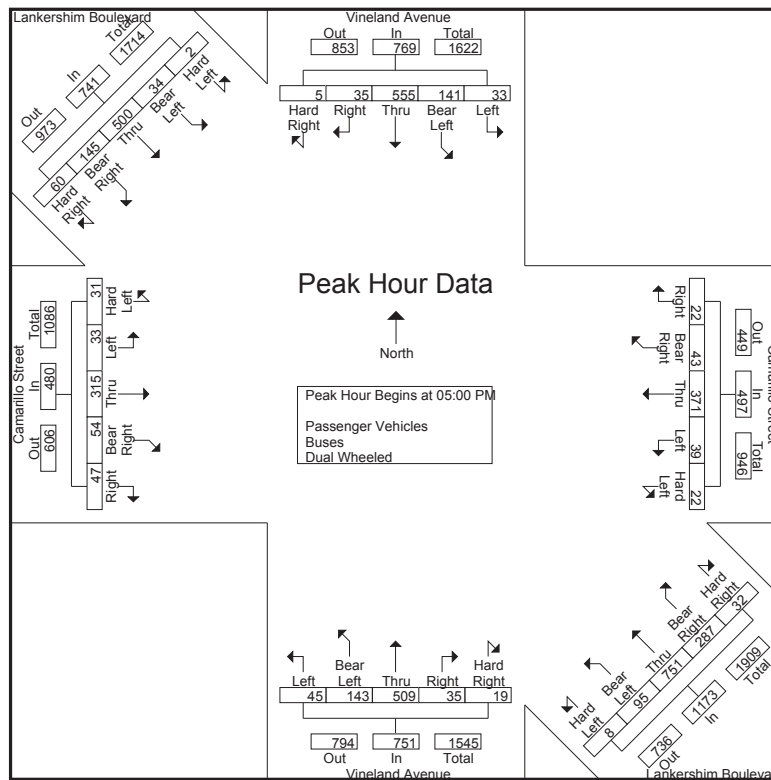 Lankershim Boulevard
Out In Total
973 741 1714
60 145 500 34 2
Hard Right
Bear Right
Thru
Bear Left
Hard Left
Vineland Avenue
Out In Total
853 769 1622
5 35 555 141 33
Hard Right
Right
Thru
Bear Left
Left
Camarillo Street
Total
1086
In
480
Out
606
31
Hard Left
33
Left
315
Thru
54
Bear Right
47
Right
Peak Hour Data
North
Peak Hour Begins at 05:00 PM
Passenger Vehicles
Buses
Dual Wheeled
Right
22
Bear Right
43
Thru
371
Left
39
Hard Left
22
Out
449
In
497
Total
946
Camarillo Street
Left
Bear Left
Thru
Right
Hard Right
45 143 509 35 19
794 751 1545
Out In Total
Vineland Avenue
Hard Left
Bear Left
Thru
Bear Right
Hard Right
8 95 751 287 32
736 1173 1909
Out In Total
Lankershim Boulева